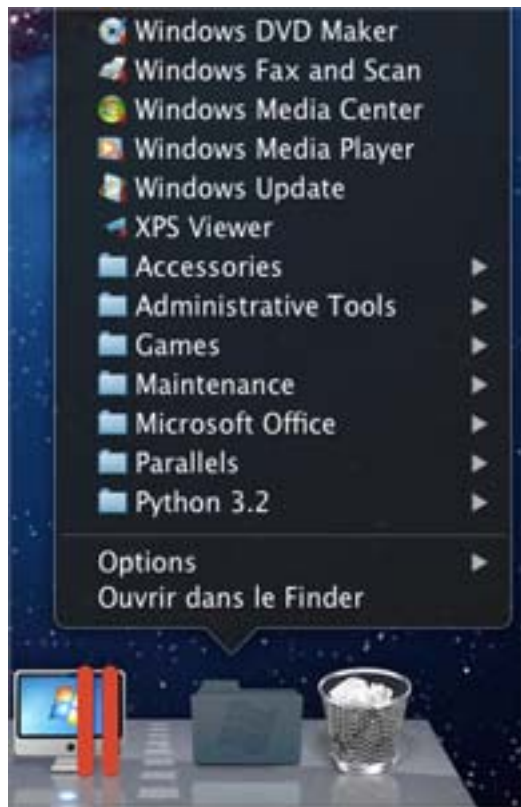 Windows DVD Maker
Windows Fax and Scan
Windows Media Center
Windows Media Player
Windows Update
XPS Viewer
Accessories
Administrative Tools
Games
Maintenance
Microsoft Office
Parallels
Python 3.2
Options
Ouvrir dans le Finder